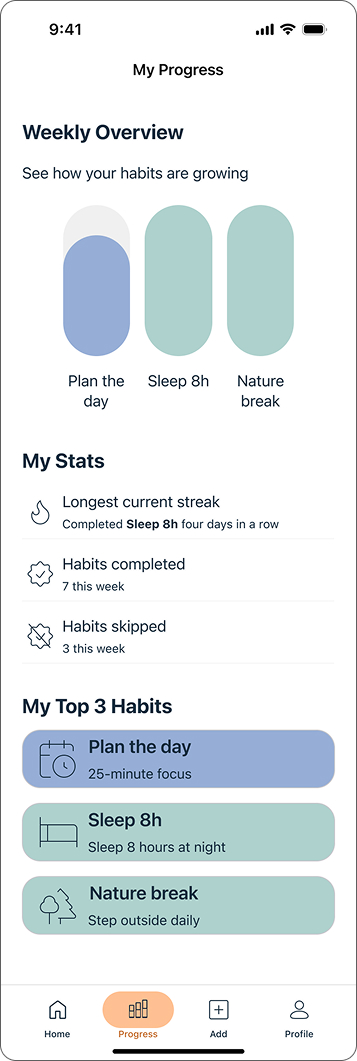 9:41
My Progress
Weekly Overview
See how your habits are growing
Plan the
day
Sleep 8h
Nature
break
My Stats
Longest current streak
Completed Sleep 8h four days in a row
Habits completed
7 this week
Habits skipped
3 this week
My Top 3 Habits
Plan the day
25-minute focus
Sleep 8h
Sleep 8 hours at night
Nature break
Step outside daily
Home
Progress
Add
Profile